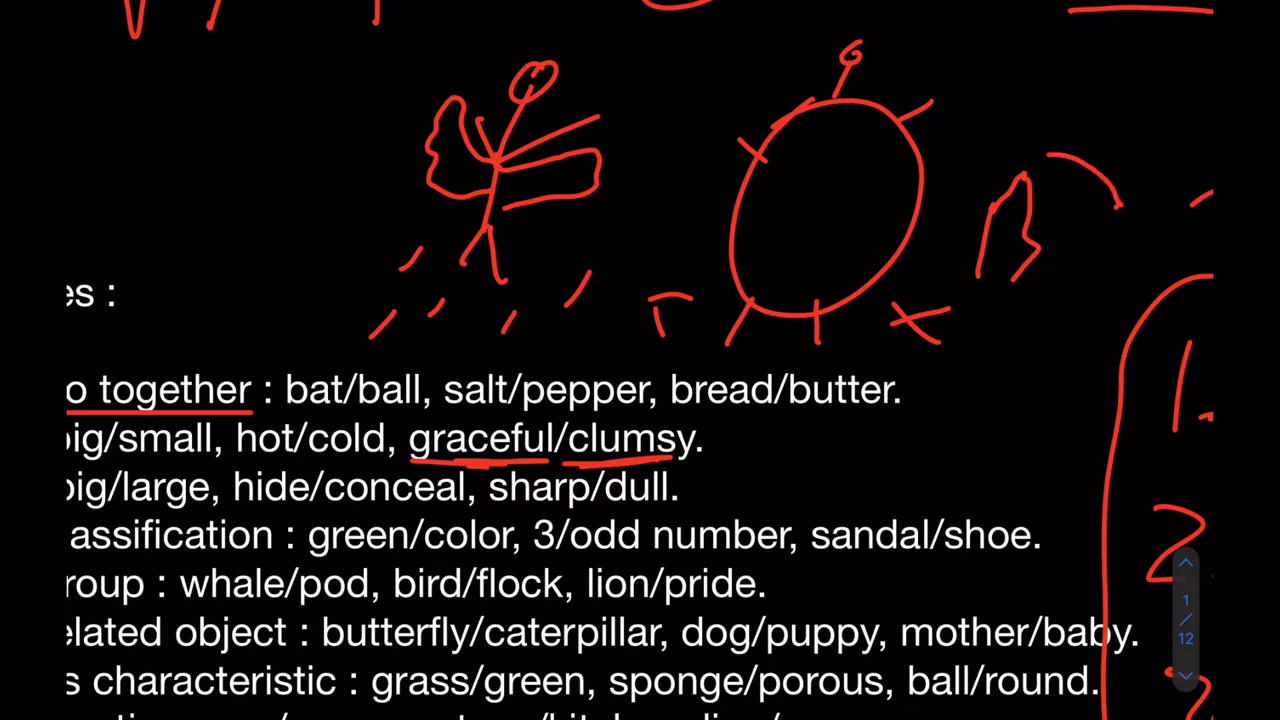 es :
o together : bat/ball, salt/pepper, bread/butter.
big/small, hot/cold, graceful/clumsy.
big/large, hide/conceal, sharp/dull.
assification : green/color, 3/odd number, sandal/shoe.
roup : whale/pod, bird/flock, lion/pride.
elated object : butterfly/caterpillar, dog/puppy, mother/baby.
s characteristic : grass/green, sponge/porous, ball/round.
1.
2
1
/
12